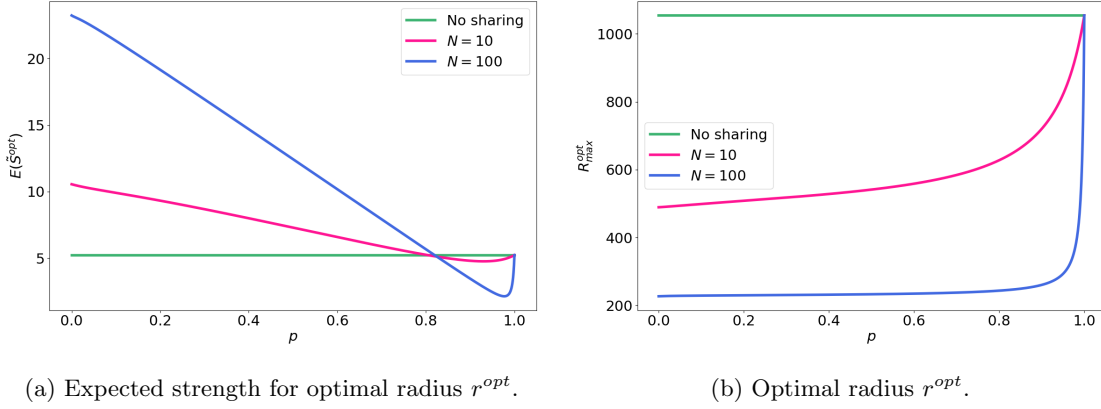 E(S̃^opt)
20
15
10
5
0.0 0.2 0.4 0.6 0.8 1.0
p
No sharing
N = 10
N = 100
(a) Expected strength for optimal radius r^opt.
R_max^opt
1000
800
600
400
200
0.0 0.2 0.4 0.6 0.8 1.0
p
No sharing
N = 10
N = 100
(b) Optimal radius r^opt.